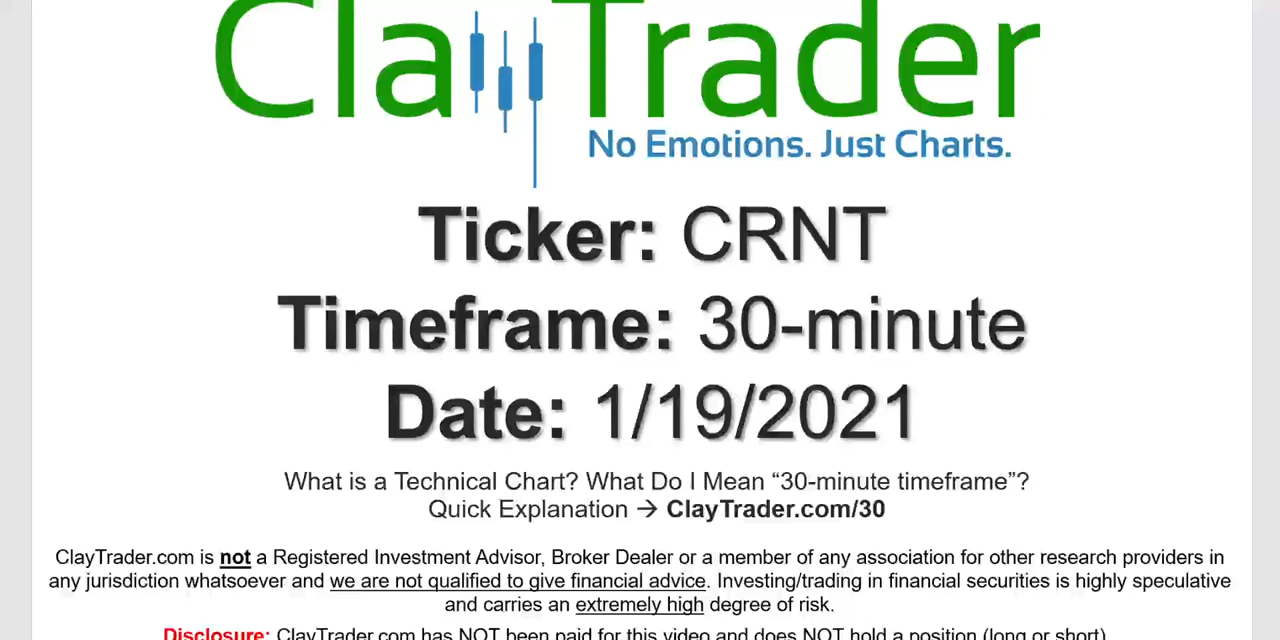 ClayTrader
No Emotions. Just Charts.
Ticker: CRNT
Timeframe: 30-minute
Date: 1/19/2021
What is a Technical Chart? What Do I Mean “30-minute timeframe”?
Quick Explanation → ClayTrader.com/30
ClayTrader.com is not a Registered Investment Advisor, Broker Dealer or a member of any association for other research providers in
any jurisdiction whatsoever and we are not qualified to give financial advice. Investing/trading in financial securities is highly speculative
and carries an extremely high degree of risk.
Disclosure: ClayTrader.com has NOT been paid for this video and does NOT hold a position (long or short)